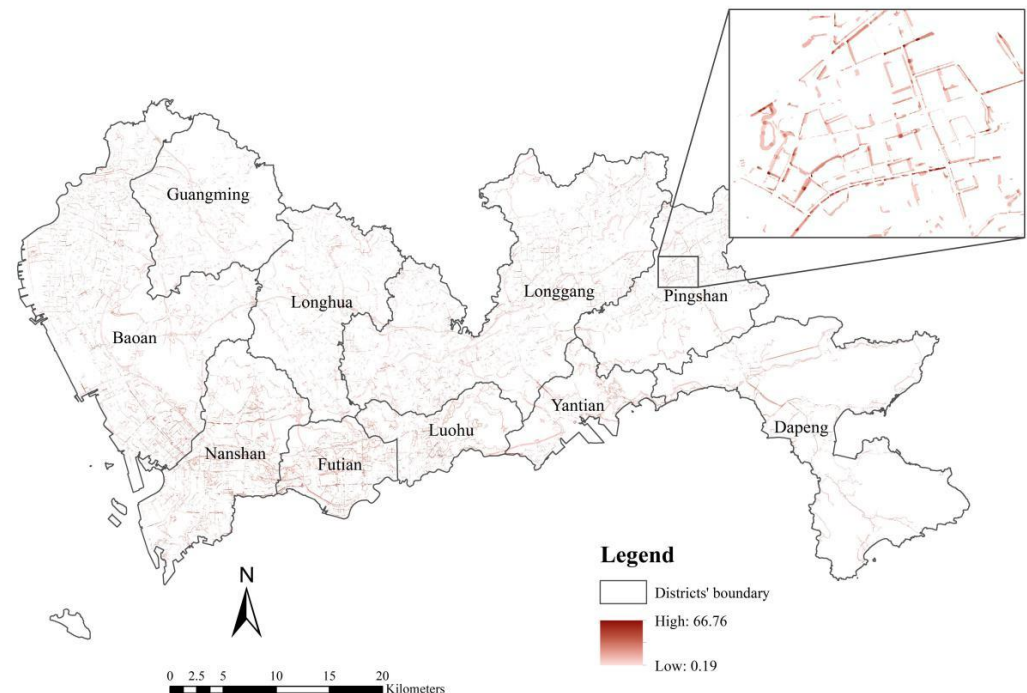 Guangming
Longhua
Longgang
Pingshan
Baoan
Yantian
Dapeng
Luohu
Nanshan
Futian
N
Legend
Districts' boundary
High: 66.76
Low: 0.19
0 2.5 5 10 15 20
Kilometers